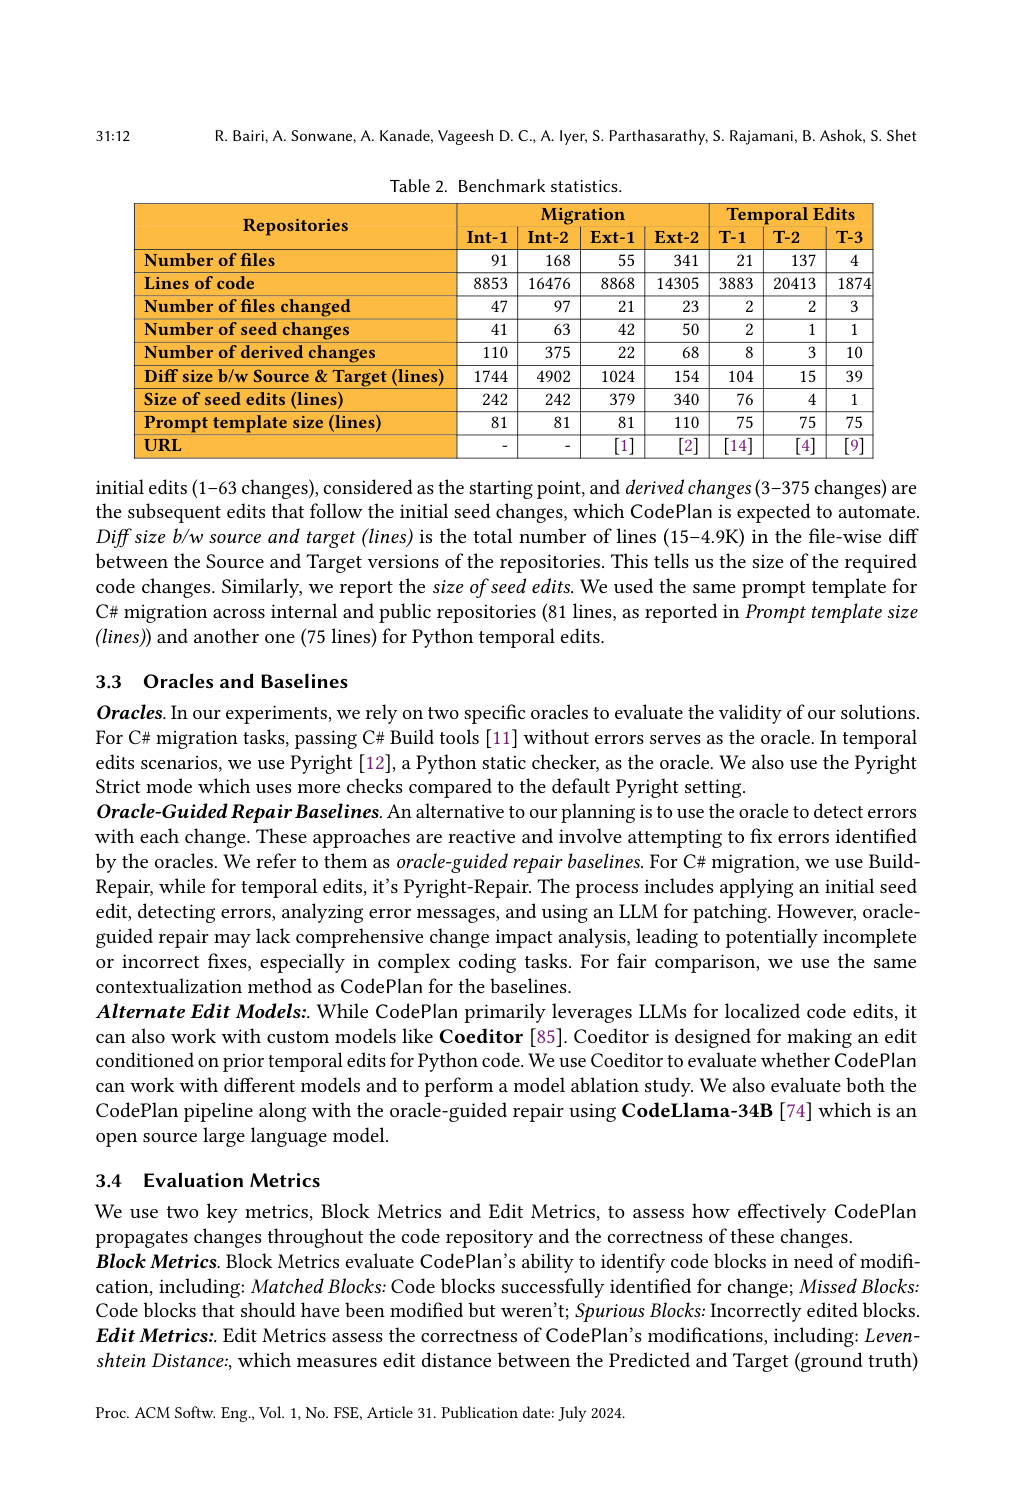 31:12 R. Bairi, A. Sonwane, A. Kanade, Vageesh D. C., A. Iyer, S. Parthasarathy, S. Rajamani, B. Ashok, S. Shet
Table 2. Benchmark statistics.
Repositories Migration Temporal Edits
Int-1 Int-2 Ext-1 Ext-2 T-1 T-2 T-3
Number of files 91 168 55 341 21 137 4
Lines of code 8853 16476 8868 14305 3883 20413 1874
Number of files changed 47 97 21 23 2 2 3
Number of seed changes 41 63 42 50 2 1 1
Number of derived changes 110 375 22 68 8 3 10
Diff size b/w Source & Target (lines) 1744 4902 1024 154 104 15 39
Size of seed edits (lines) 242 242 379 340 76 4 1
Prompt template size (lines) 81 81 81 110 75 75 75
URL - - [1] [2] [14] [4] [9]
initial edits (1–63 changes), considered as the starting point, and derived changes (3–375 changes) are
the subsequent edits that follow the initial seed changes, which CodePlan is expected to automate.
Diff size b/w source and target (lines) is the total number of lines (15–4.9K) in the file-wise diff
between the Source and Target versions of the repositories. This tells us the size of the required
code changes. Similarly, we report the size of seed edits. We used the same prompt template for
C# migration across internal and public repositories (81 lines, as reported in Prompt template size
(lines)) and another one (75 lines) for Python temporal edits.
3.3 Oracles and Baselines
Oracles. In our experiments, we rely on two specific oracles to evaluate the validity of our solutions.
For C# migration tasks, passing C# Build tools [11] without errors serves as the oracle. In temporal
edits scenarios, we use Pyright [12], a Python static checker, as the oracle. We also use the Pyright
Strict mode which uses more checks compared to the default Pyright setting.
Oracle-Guided Repair Baselines. An alternative to our planning is to use the oracle to detect errors
with each change. These approaches are reactive and involve attempting to fix errors identified
by the oracles. We refer to them as oracle-guided repair baselines. For C# migration, we use Build-
Repair, while for temporal edits, it's Pyright-Repair. The process includes applying an initial seed
edit, detecting errors, analyzing error messages, and using an LLM for patching. However, oracle-
guided repair may lack comprehensive change impact analysis, leading to potentially incomplete
or incorrect fixes, especially in complex coding tasks. For fair comparison, we use the same
contextualization method as CodePlan for the baselines.
Alternate Edit Models:. While CodePlan primarily leverages LLMs for localized code edits, it
can also work with custom models like Coeditor [85]. Coeditor is designed for making an edit
conditioned on prior temporal edits for Python code. We use Coeditor to evaluate whether CodePlan
can work with different models and to perform a model ablation study. We also evaluate both the
CodePlan pipeline along with the oracle-guided repair using CodeLlama-34B [74] which is an
open source large language model.
3.4 Evaluation Metrics
We use two key metrics, Block Metrics and Edit Metrics, to assess how effectively CodePlan
propagates changes throughout the code repository and the correctness of these changes.
Block Metrics. Block Metrics evaluate CodePlan's ability to identify code blocks in need of modifi-
cation, including: Matched Blocks: Code blocks successfully identified for change; Missed Blocks:
Code blocks that should have been modified but weren't; Spurious Blocks: Incorrectly edited blocks.
Edit Metrics:. Edit Metrics assess the correctness of CodePlan's modifications, including: Leven-
shtein Distance:, which measures edit distance between the Predicted and Target (ground truth)
Proc. ACM Softw. Eng., Vol. 1, No. FSE, Article 31. Publication date: July 2024.